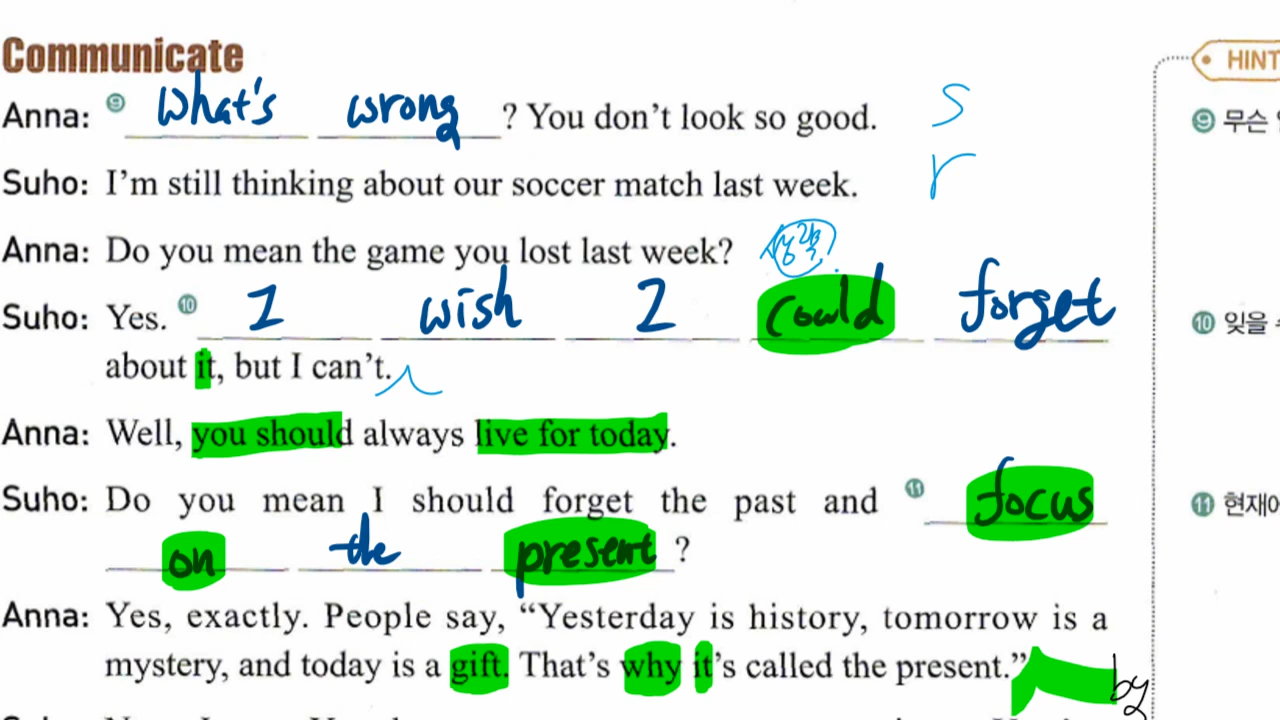 Communicate
HINT
Anna: ⑨ What's wrong ? You don't look so good. S
⑨ 무슨
Suho: I'm still thinking about our soccer match last week. r
Anna: Do you mean the game you lost last week? 생략
Suho: Yes. ⑩ I wish I could forget
⑩ 잊을
about it, but I can't.
Anna: Well, you should always live for today.
Suho: Do you mean I should forget the past and ⑪ focus
⑪ 현재에
on the present ?
Anna: Yes, exactly. People say, “Yesterday is history, tomorrow is a
mystery, and today is a gift. That's why it's called the present.”
by